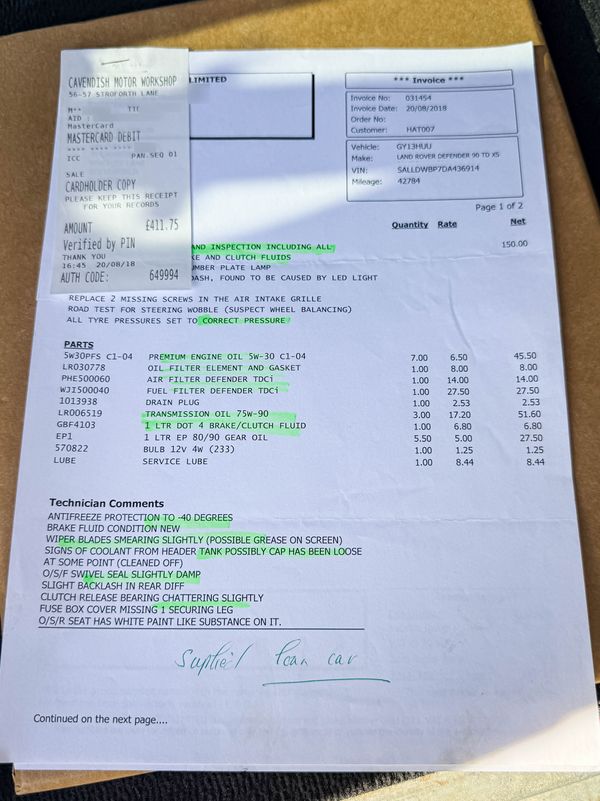 CAVENDISH MOTOR WORKSHOP
56-57 STROFORTH LANE
M** TIE
AID :
MasterCard
MASTERCARD DEBIT
**** **** ****
ICC PAN.SEQ 01
SALE
CARDHOLDER COPY
PLEASE KEEP THIS RECEIPT
FOR YOUR RECORDS
AMOUNT £411.75
Verified by PIN
THANK YOU
16:45 20/08/18
AUTH CODE: 649994
LIMITED
*** Invoice ***
Invoice No: 031454
Invoice Date: 20/08/2018
Order No:
Customer: HAT007
Vehicle: GY13HUU
Make: LAND ROVER DEFENDER 90 TD XS
VIN: SALLDWBP7DA436914
Mileage: 42784
Page 1 of 2
Quantity Rate Net
AND INSPECTION INCLUDING ALL 150.00
KE AND CLUTCH FLUIDS
UMBER PLATE LAMP
DASH, FOUND TO BE CAUSED BY LED LIGHT
REPLACE 2 MISSING SCREWS IN THE AIR INTAKE GRILLE
ROAD TEST FOR STEERING WOBBLE (SUSPECT WHEEL BALANCING)
ALL TYRE PRESSURES SET TO CORRECT PRESSURE
PARTS
5W30PFS C1-04 PREMIUM ENGINE OIL 5W-30 C1-04 7.00 6.50 45.50
LR030778 OIL FILTER ELEMENT AND GASKET 1.00 8.00 8.00
PHE500060 AIR FILTER DEFENDER TDCi 1.00 14.00 14.00
WJI500040 FUEL FILTER DEFENDER TDCi 1.00 27.50 27.50
1013938 DRAIN PLUG 1.00 2.53 2.53
LR006519 TRANSMISSION OIL 75W-90 3.00 17.20 51.60
GBF4103 1 LTR DOT 4 BRAKE/CLUTCH FLUID 1.00 6.80 6.80
EP1 1 LTR EP 80/90 GEAR OIL 5.50 5.00 27.50
570822 BULB 12V 4W (233) 1.00 1.25 1.25
LUBE SERVICE LUBE 1.00 8.44 8.44
Technician Comments
ANTIFREEZE PROTECTION TO -40 DEGREES
BRAKE FLUID CONDITION NEW
WIPER BLADES SMEARING SLIGHTLY (POSSIBLE GREASE ON SCREEN)
SIGNS OF COOLANT FROM HEADER TANK POSSIBLY CAP HAS BEEN LOOSE
AT SOME POINT (CLEANED OFF)
O/S/F SWIVEL SEAL SLIGHTLY DAMP
SLIGHT BACKLASH IN REAR DIFF
CLUTCH RELEASE BEARING CHATTERING SLIGHTLY
FUSE BOX COVER MISSING 1 SECURING LEG
O/S/R SEAT HAS WHITE PAINT LIKE SUBSTANCE ON IT.
Suplied loan car
Continued on the next page....